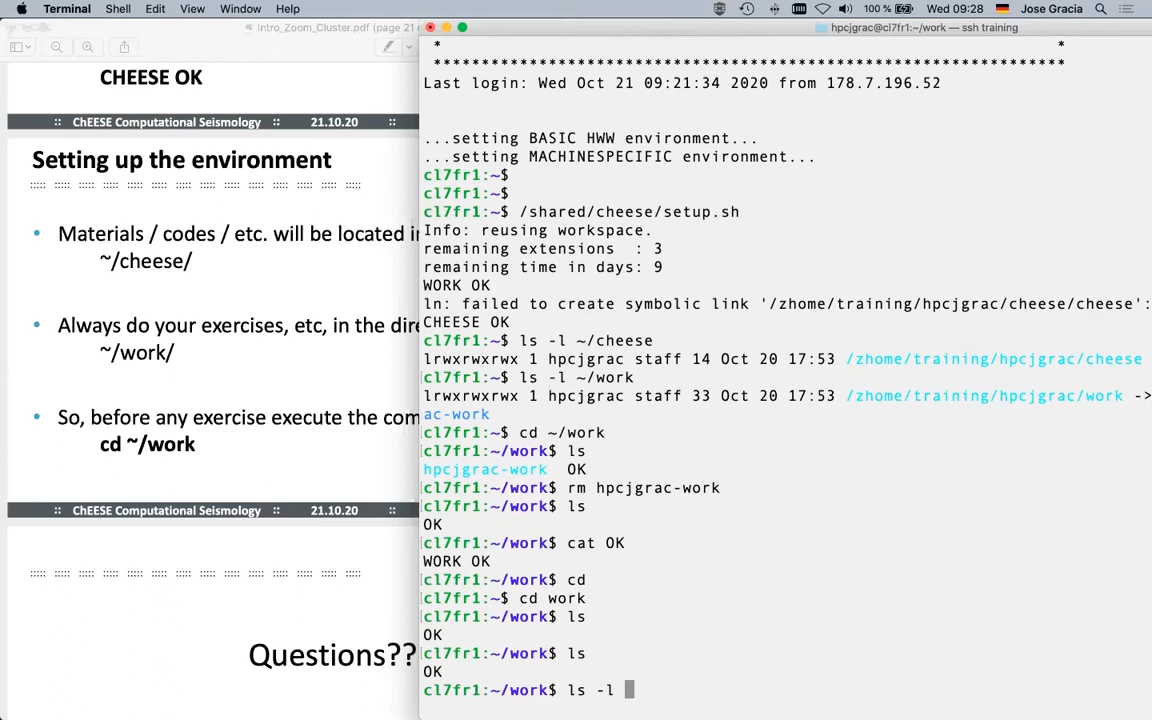 Terminal Shell Edit View Window Help 100 % Wed 09:28 Jose Gracia
Intro_Zoom_Cluster.pdf (page 21
CHEESE OK
:: ChEESE Computational Seismology :: 21.10.20 ::
Setting up the environment
• Materials / codes / etc. will be located in
~/cheese/
• Always do your exercises, etc, in the dire
~/work/
• So, before any exercise execute the com
cd ~/work
:: ChEESE Computational Seismology :: 21.10.20 ::
Questions??
hpcjgrac@cl7fr1:~/work — ssh training
* *
*************************************************************
Last login: Wed Oct 21 09:21:34 2020 from 178.7.196.52
...setting BASIC HWW environment...
...setting MACHINESPECIFIC environment...
cl7fr1:~$
cl7fr1:~$
cl7fr1:~$ /shared/cheese/setup.sh
Info: reusing workspace.
remaining extensions : 3
remaining time in days: 9
WORK OK
ln: failed to create symbolic link '/zhome/training/hpcjgrac/cheese/cheese':
CHEESE OK
cl7fr1:~$ ls -l ~/cheese
lrwxrwxrwx 1 hpcjgrac staff 14 Oct 20 17:53 /zhome/training/hpcjgrac/cheese
cl7fr1:~$ ls -l ~/work
lrwxrwxrwx 1 hpcjgrac staff 33 Oct 20 17:53 /zhome/training/hpcjgrac/work ->
ac-work
cl7fr1:~$ cd ~/work
cl7fr1:~/work$ ls
hpcjgrac-work OK
cl7fr1:~/work$ rm hpcjgrac-work
cl7fr1:~/work$ ls
OK
cl7fr1:~/work$ cat OK
WORK OK
cl7fr1:~/work$ cd
cl7fr1:~$ cd work
cl7fr1:~/work$ ls
OK
cl7fr1:~/work$ ls
OK
cl7fr1:~/work$ ls -l